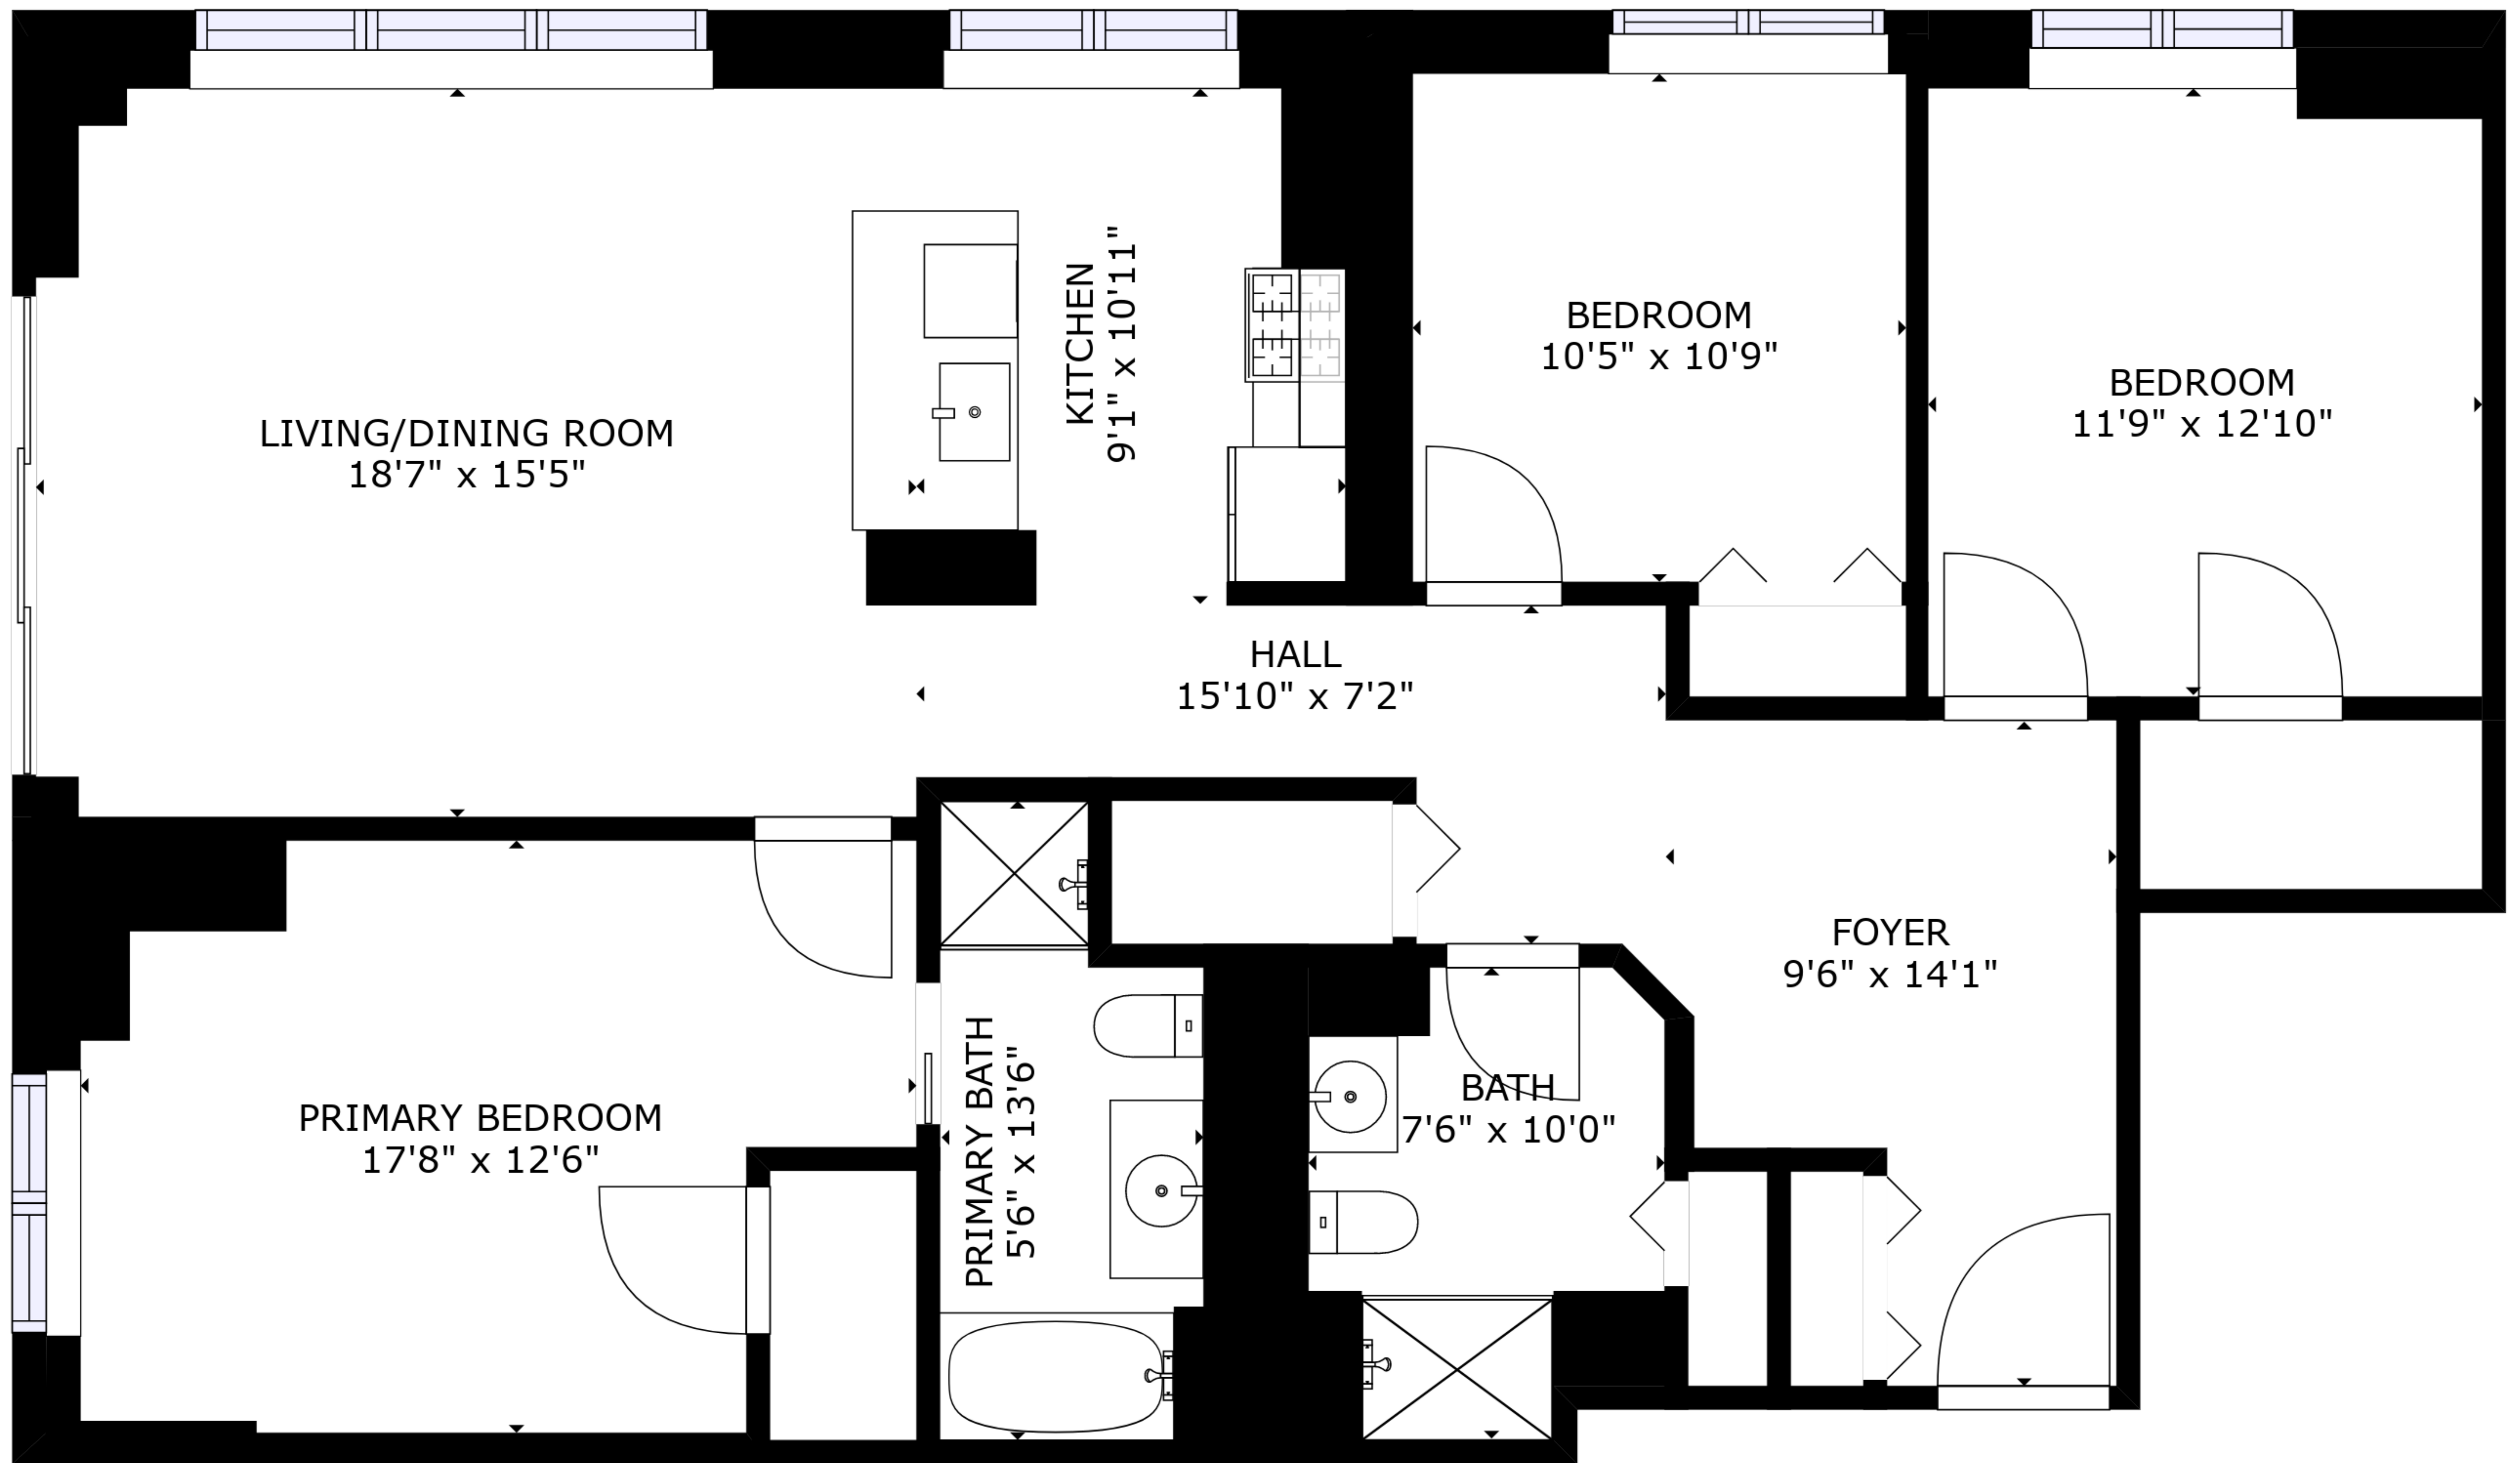 LIVING/DINING ROOM
18'7" x 15'5"
KITCHEN
9'1" x 10'11"
BEDROOM
10'5" x 10'9"
BEDROOM
11'9" x 12'10"
HALL
15'10" x 7'2"
FOYER
9'6" x 14'1"
PRIMARY BEDROOM
17'8" x 12'6"
PRIMARY BATH
5'6" x 13'6"
BATH
7'6" x 10'0"